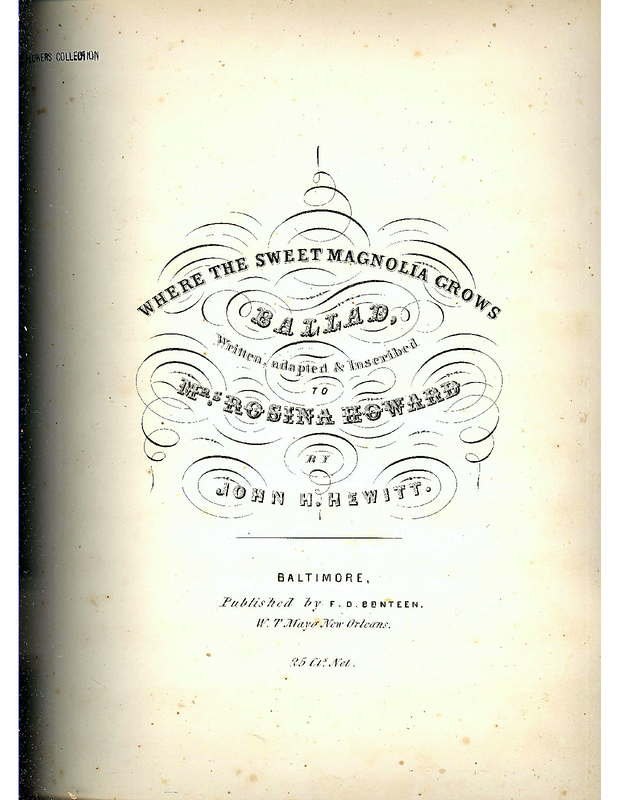 COLLECTION
WHERE THE SWEET MAGNOLIA GROWS
BALLAD,
Written, adapted & Inscribed
TO
Mrs. ROSINA HOWARD
BY
JOHN H. HEWITT.
BALTIMORE,
Published by F. D. BENTEEN.
W. T. Mayo New Orleans.
25 Cts. Net.